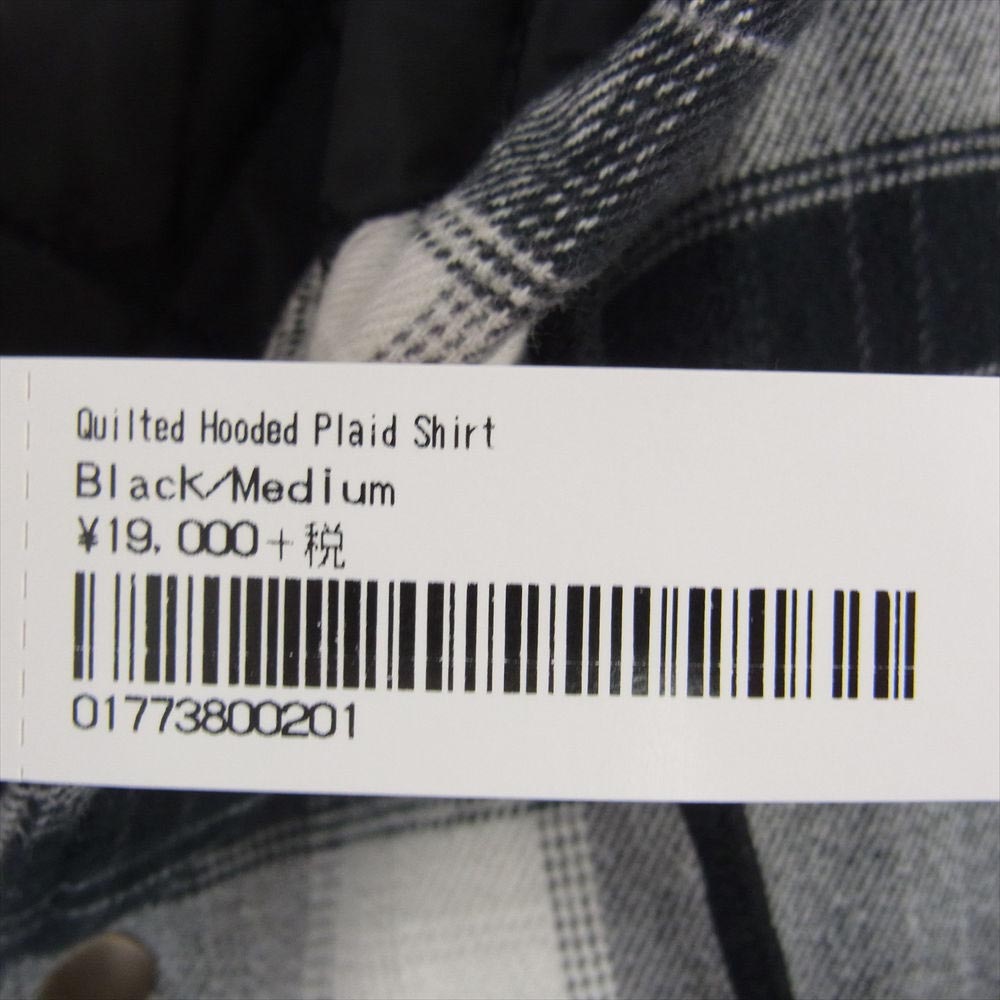 Quilted Hooded Plaid Shirt
Black/Medium
¥19,000+税
01773800201